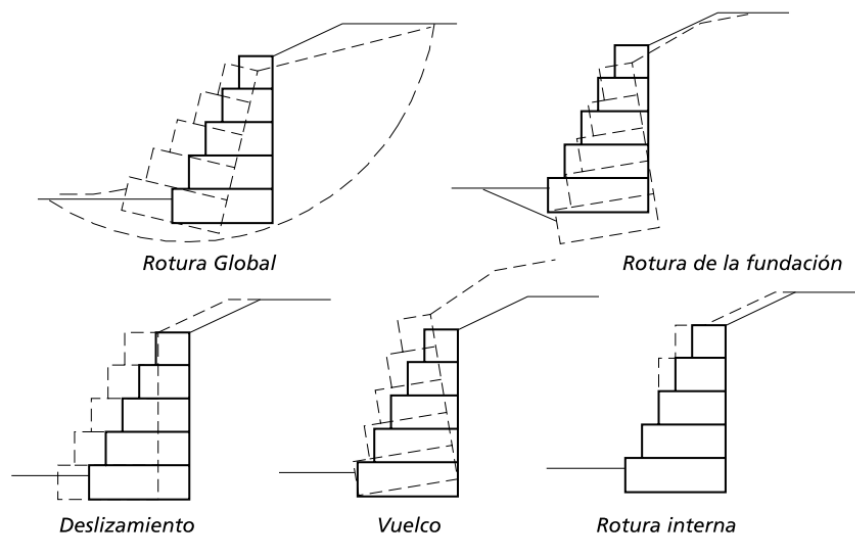 Rotura Global
Rotura de la fundación
Deslizamiento
Vuelco
Rotura interna